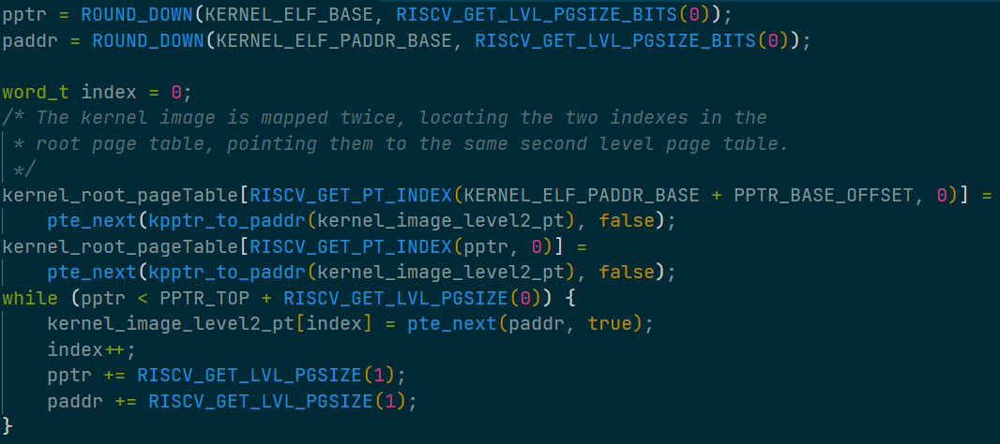 pptr = ROUND_DOWN(KERNEL_ELF_BASE, RISCV_GET_LVL_PGSIZE_BITS(0));
paddr = ROUND_DOWN(KERNEL_ELF_PADDR_BASE, RISCV_GET_LVL_PGSIZE_BITS(0));

word_t index = 0;
/* The kernel image is mapped twice, locating the two indexes in the
 * root page table, pointing them to the same second level page table.
 */
kernel_root_pageTable[RISCV_GET_PT_INDEX(KERNEL_ELF_PADDR_BASE + PPTR_BASE_OFFSET, 0)] =
    pte_next(kpptr_to_paddr(kernel_image_level2_pt), false);
kernel_root_pageTable[RISCV_GET_PT_INDEX(pptr, 0)] =
    pte_next(kpptr_to_paddr(kernel_image_level2_pt), false);
while (pptr < PPTR_TOP + RISCV_GET_LVL_PGSIZE(0)) {
    kernel_image_level2_pt[index] = pte_next(paddr, true);
    index++;
    pptr += RISCV_GET_LVL_PGSIZE(1);
    paddr += RISCV_GET_LVL_PGSIZE(1);
}